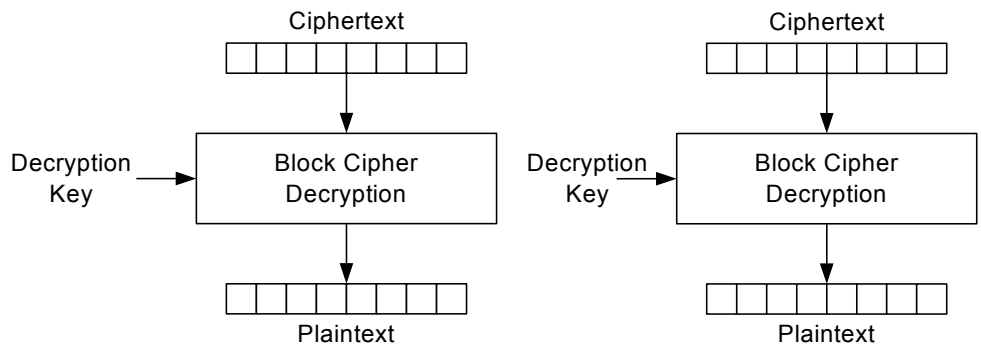 Ciphertext
Decryption
Key
Block Cipher
Decryption
Plaintext
Ciphertext
Decryption
Key
Block Cipher
Decryption
Plaintext